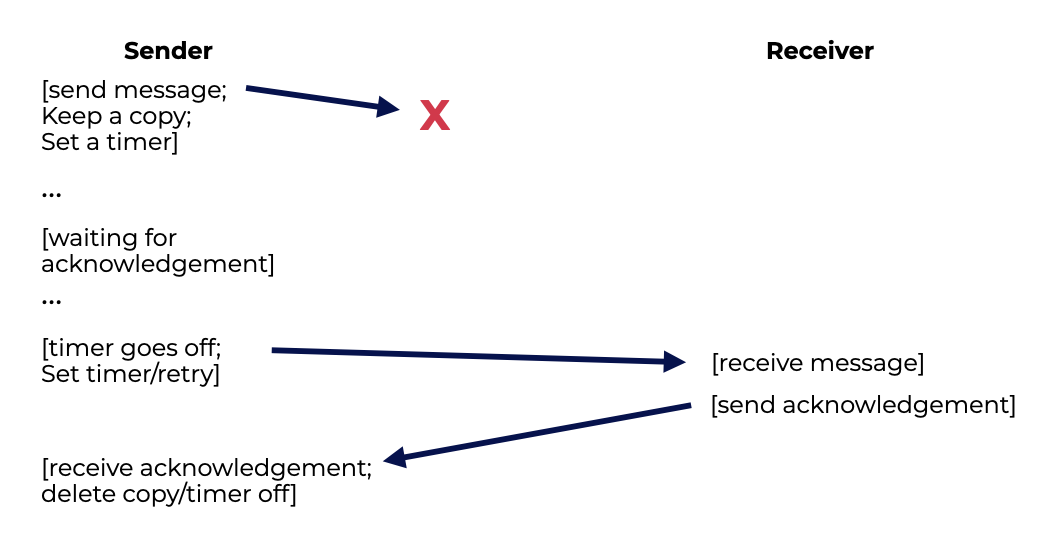 Sender
Receiver
[send message;
Keep a copy;
Set a timer]
X
...
[waiting for
acknowledgement]
...
[timer goes off;
Set timer/retry]
[receive message]
[send acknowledgement]
[receive acknowledgement;
delete copy/timer off]